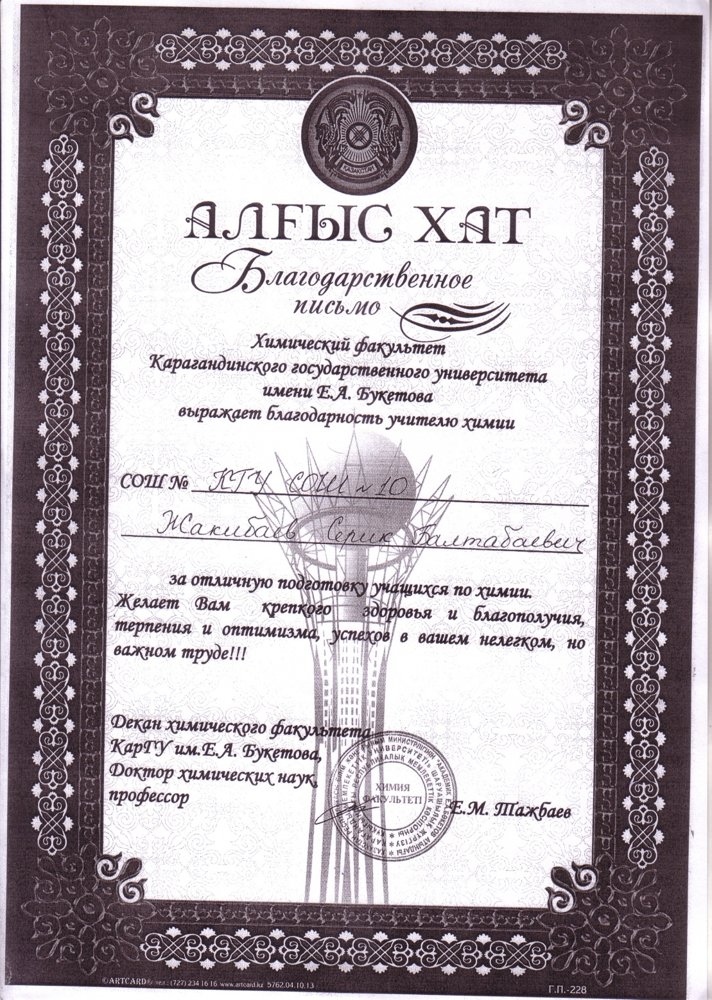 ҚАЗАҚСТАН
АЛҒЫС ХАТ
Благодарственное
письмо
Химический факультет
Карагандинского государственного университета
имени Е.А. Букетова
выражает благодарность учителю химии
СОШ № КГУ СОШ №10
Жакибаев Серик Балтабаевич
за отличную подготовку учащихся по химии.
Желает Вам крепкого здоровья и благополучия,
терпения и оптимизма, успехов в вашем нелегком, но
важном труде!!!
Декан химического факультета
КарГУ им.Е.А. Букетова,
Доктор химических наук,
профессор
ХИМИЯ
ФАКУЛЬТЕТІ
Е.М. Тажбаев
©ARTCARD® тел.: (727) 234 16 16 www.artcard.kz 5762.04.10.13
Г.П.-228